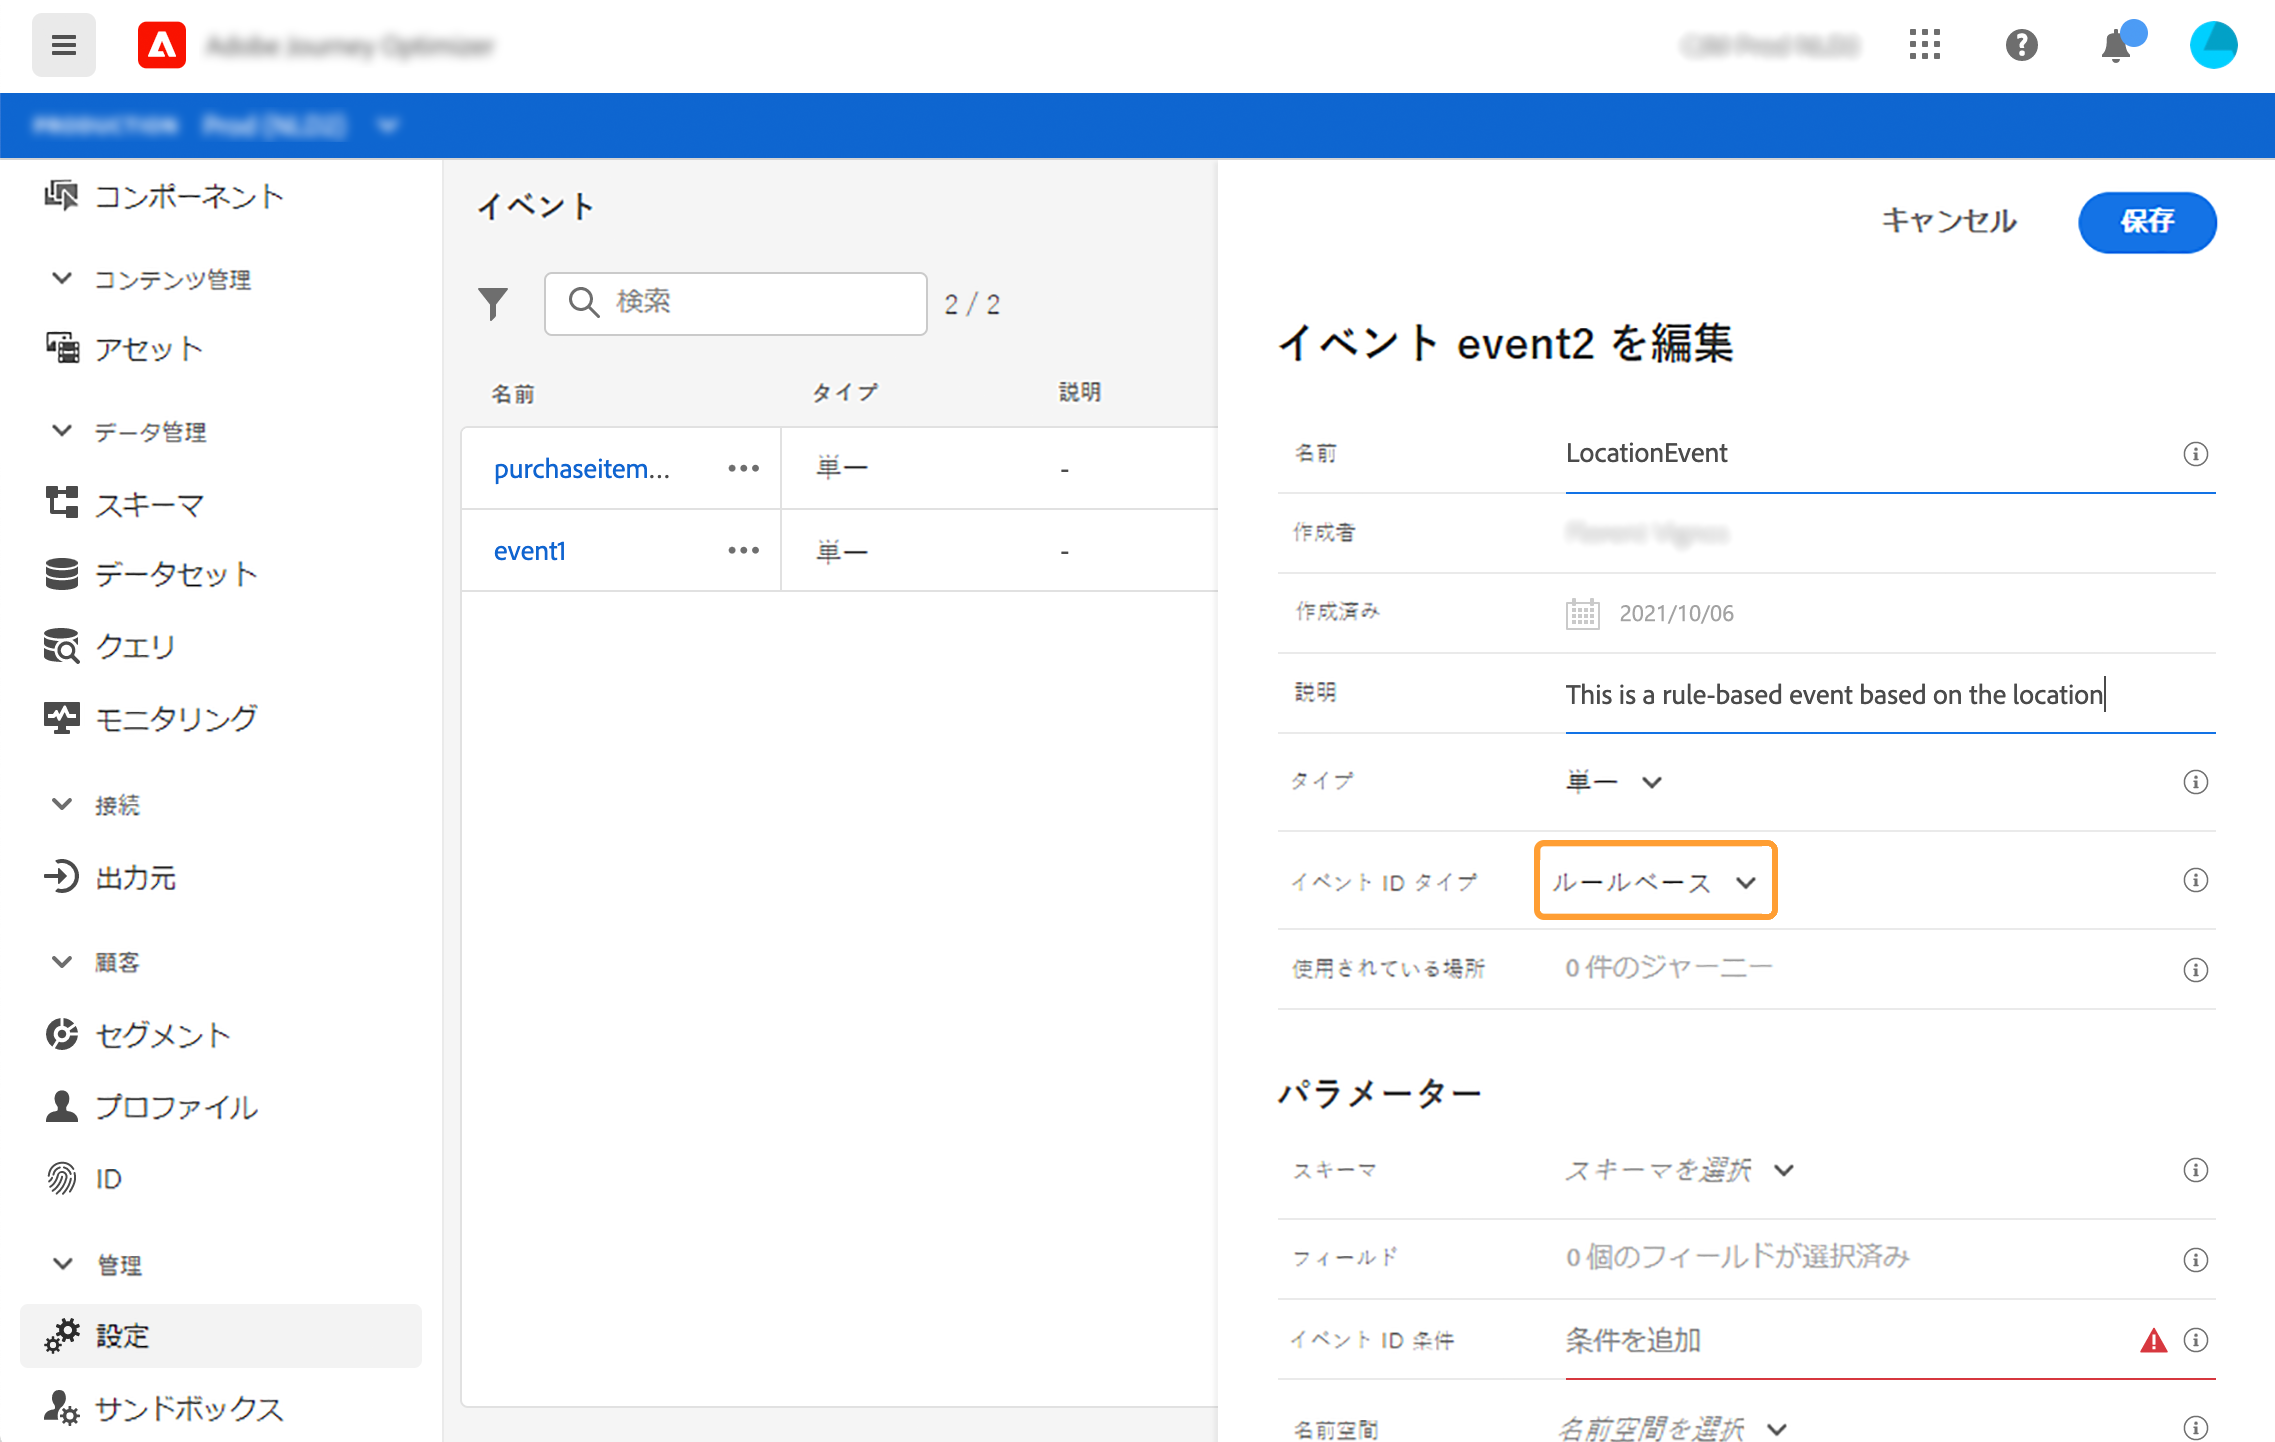 コンポーネント
コンテンツ管理
アセット
データ管理
スキーマ
データセット
クエリ
モニタリング
接続
出力元
顧客
セグメント
プロファイル
ID
管理
設定
サンドボックス
イベント
検索
2 / 2
名前 タイプ 説明
purchaseitem... 単一 -
event1 単一 -
キャンセル 保存
イベント event2 を編集
名前 LocationEvent
作成者
作成済み 2021/10/06
説明 This is a rule-based event based on the location
タイプ 単一
イベント ID タイプ ルールベース
使用されている場所 0 件のジャーニー
パラメーター
スキーマ スキーマを選択
フィールド 0 個のフィールドが選択済み
イベント ID 条件 条件を追加
名前空間 名前空間を選択